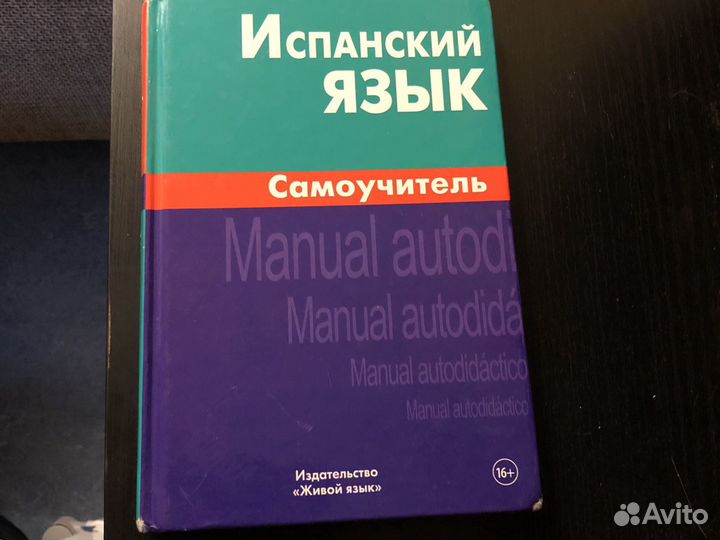 Испанский
язык
Самоучитель
Manual autodi
Manual autodidá
Manual autodidáctico
Manual autodidáctico
Издательство
«Живой язык»
16+
Avito